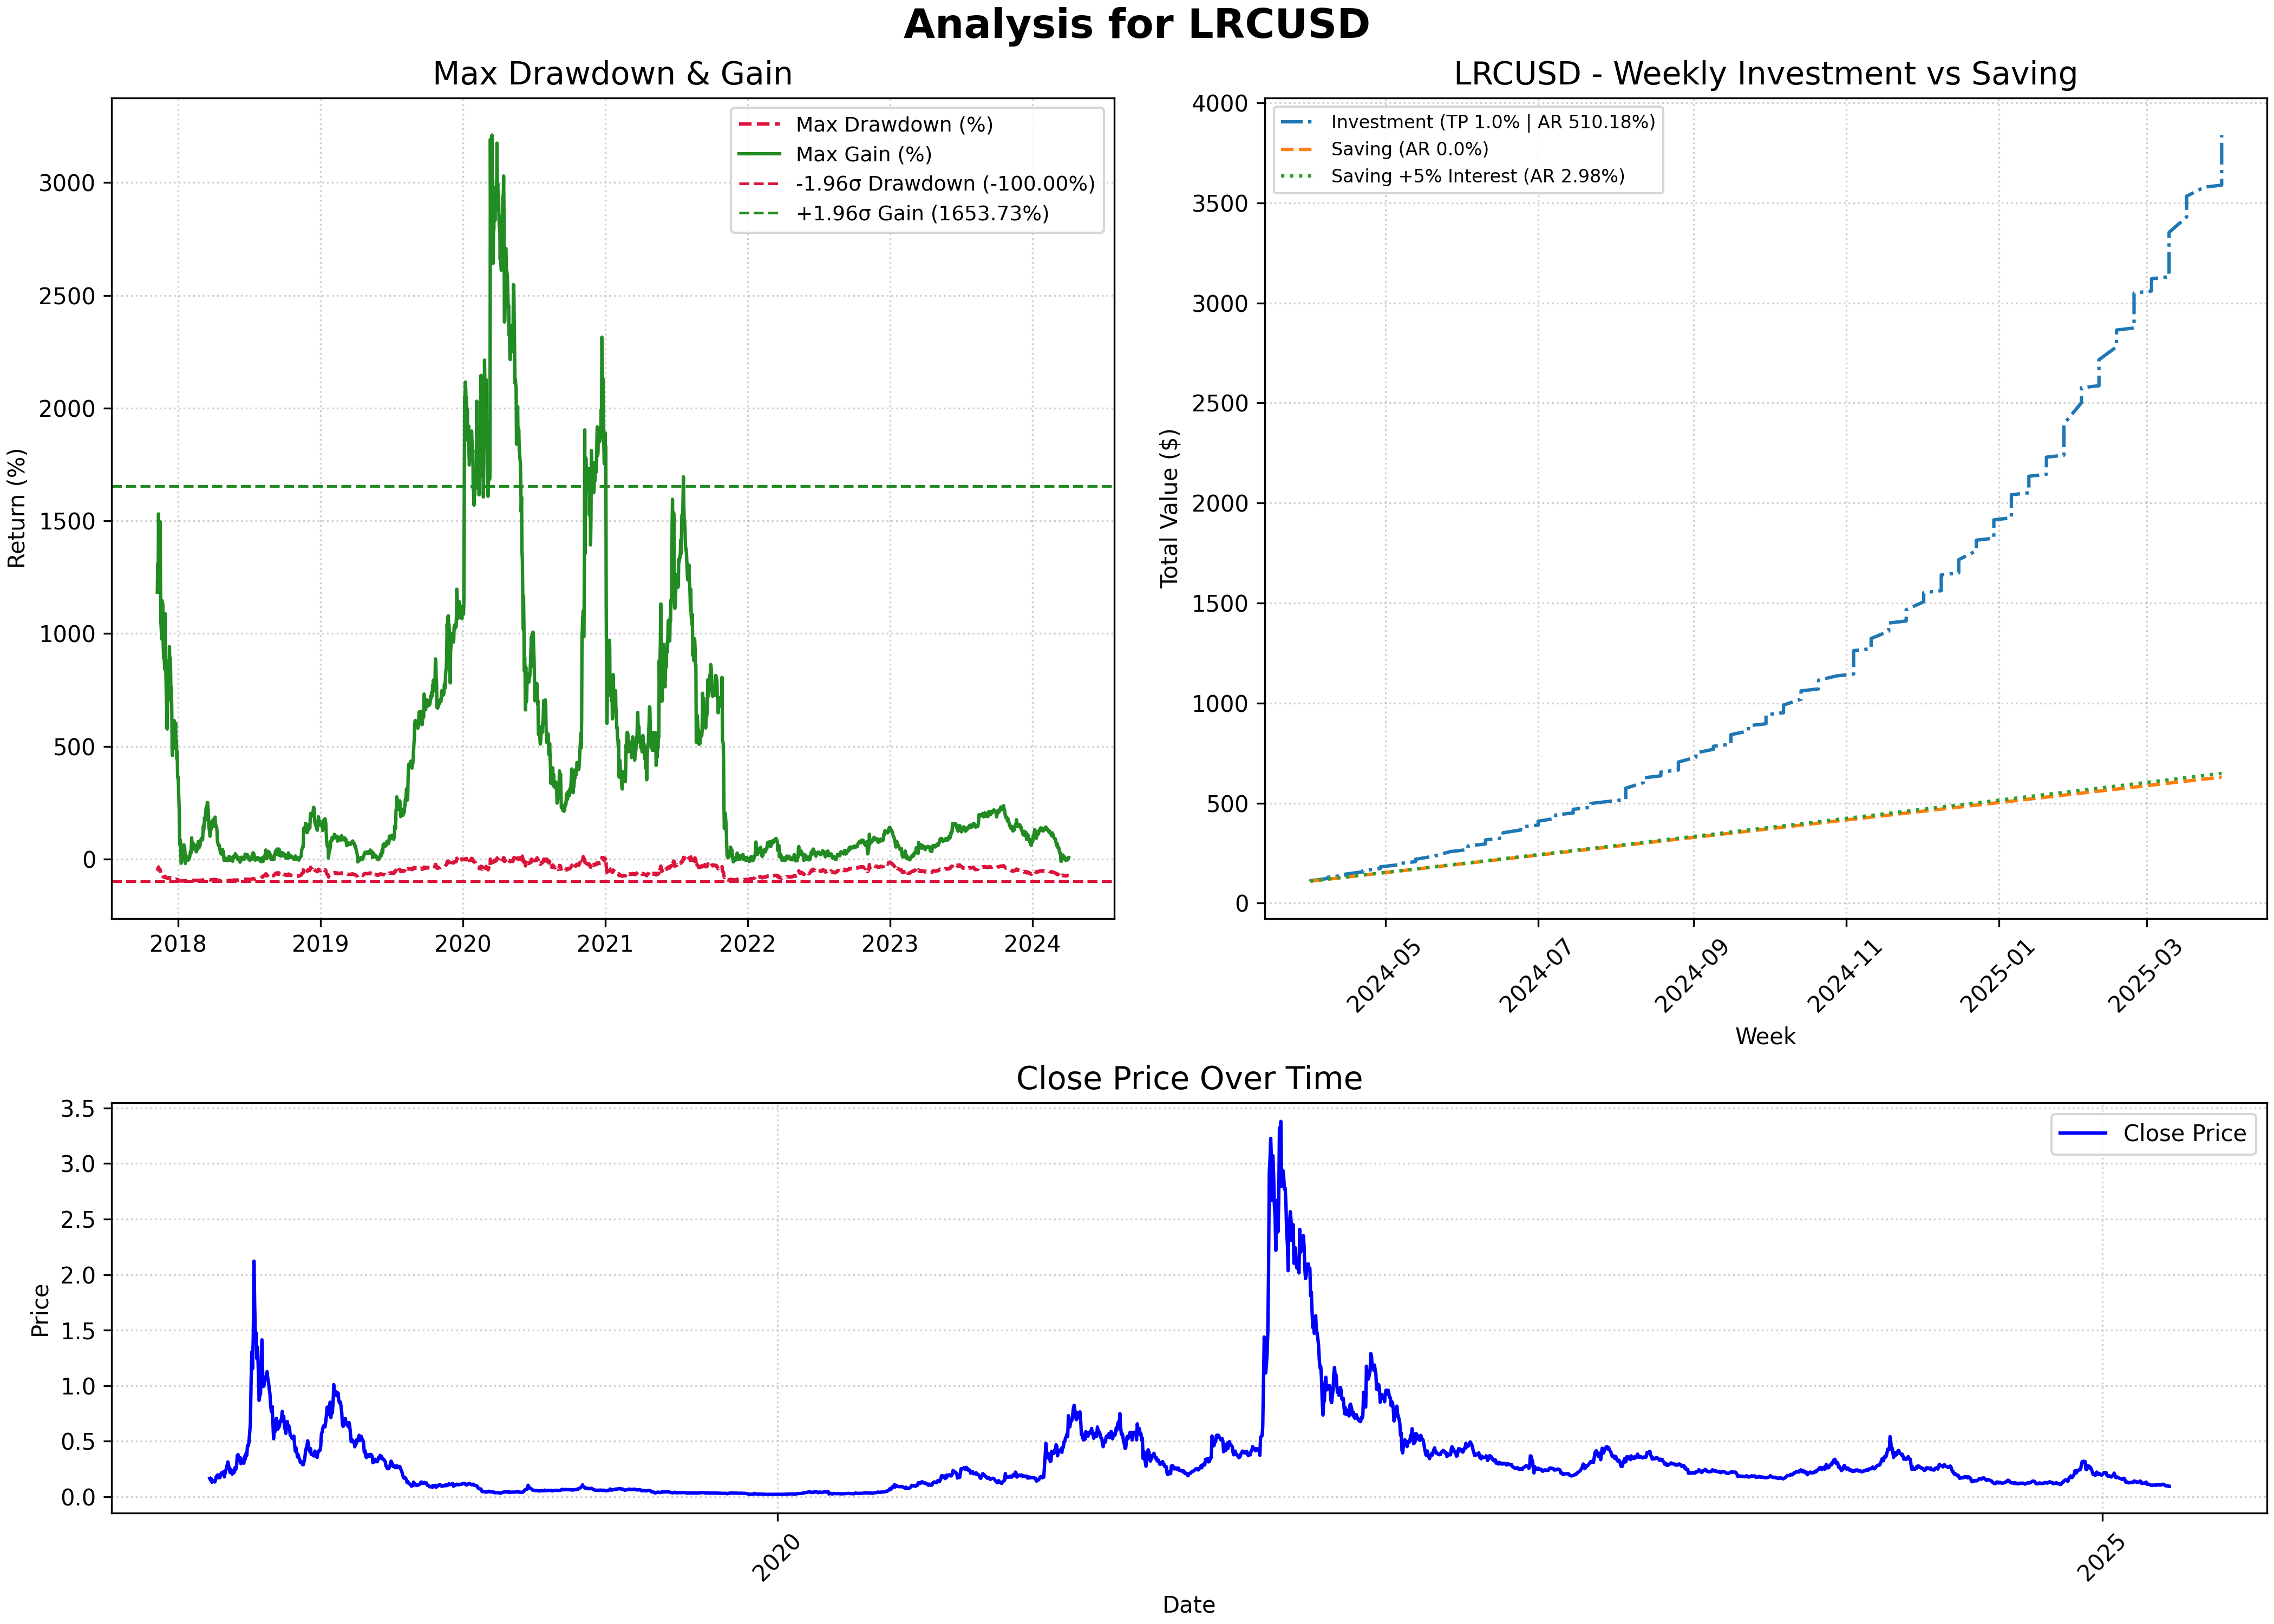 Analysis for LRCUSD
Max Drawdown & Gain
Return (%)
3000
2500
2000
1500
1000
500
0
2018
2019
2020
2021
2022
2023
2024
Max Drawdown (%)
Max Gain (%)
-1.96σ Drawdown (-100.00%)
+1.96σ Gain (1653.73%)
LRCUSD - Weekly Investment vs Saving
Total Value ($)
4000
3500
3000
2500
2000
1500
1000
500
0
Investment (TP 1.0% | AR 510.18%)
Saving (AR 0.0%)
Saving +5% Interest (AR 2.98%)
2024-05
2024-07
2024-09
2024-11
2025-01
2025-03
Week
Close Price Over Time
Price
3.5
3.0
2.5
2.0
1.5
1.0
0.5
0.0
Close Price
2020
2025
Date